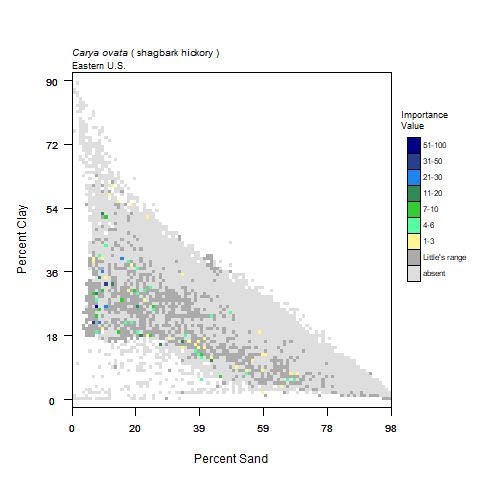 Carya ovata ( shagbark hickory )
Eastern U.S.
Importance
Value
51-100
31-50
21-30
11-20
7-10
4-6
1-3
Little's range
absent
90
72
54
36
18
0
Percent Clay
0
20
39
59
78
98
Percent Sand